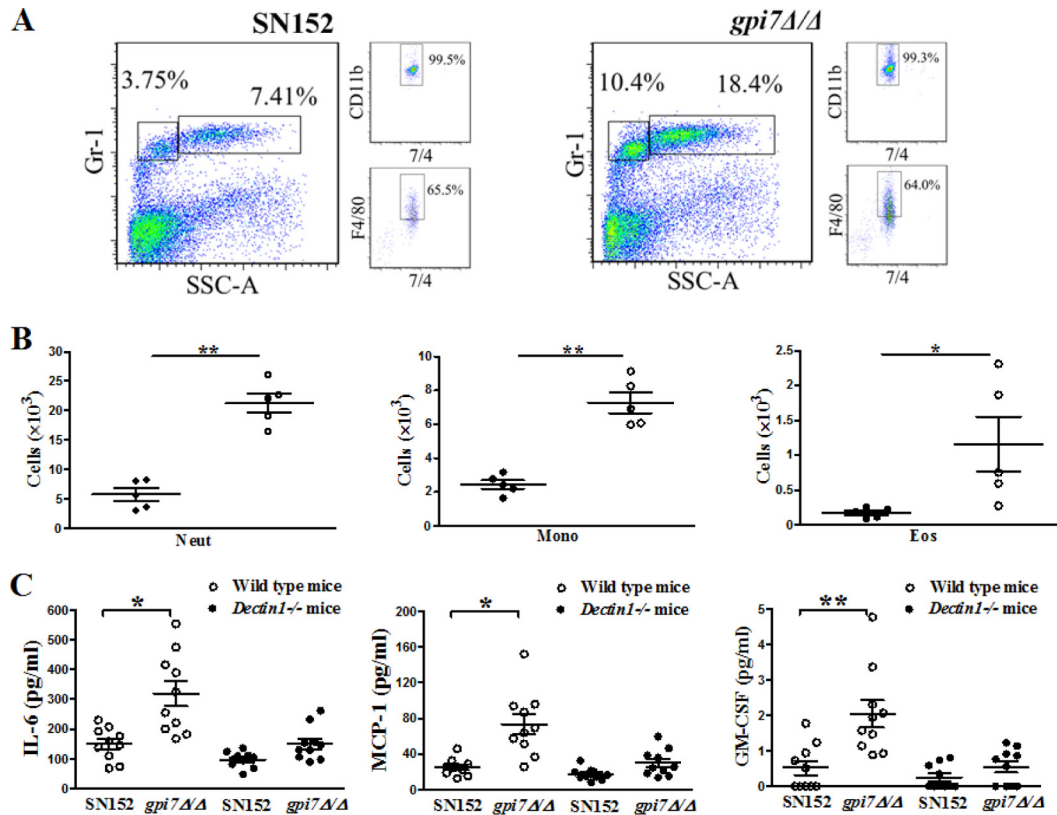 A
SN152
gpi7Δ/Δ
3.75%
7.41%
Gr-1
SSC-A
99.5%
CD11b
7/4
65.5%
F4/80
7/4
10.4%
18.4%
Gr-1
SSC-A
99.3%
CD11b
7/4
64.0%
F4/80
7/4
B
**
30
25
20
15
10
5
0
Cells (×10³)
Neut
**
10
8
6
4
2
0
Cells (×10³)
Mono
*
2.5
2
1.5
1
0.5
0
Cells (×10³)
Eos
C
Wild type mice
Dectin1-/- mice
*
600
500
400
300
200
100
0
IL-6 (pg/ml)
SN152 gpi7Δ/Δ SN152 gpi7Δ/Δ
Wild type mice
Dectin1-/- mice
*
200
160
120
80
40
0
MCP-1 (pg/ml)
SN152 gpi7Δ/Δ SN152 gpi7Δ/Δ
Wild type mice
Dectin1-/- mice
**
5
4
3
2
1
0
GM-CSF (pg/ml)
SN152 gpi7Δ/Δ SN152 gpi7Δ/Δ